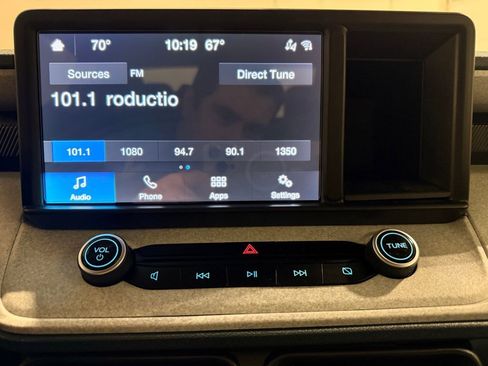 70° 10:19 67°
Sources FM Direct Tune
101.1 roductio
101.1 1080 94.7 90.1 1350
Audio Phone Apps Settings
VOL TUNE